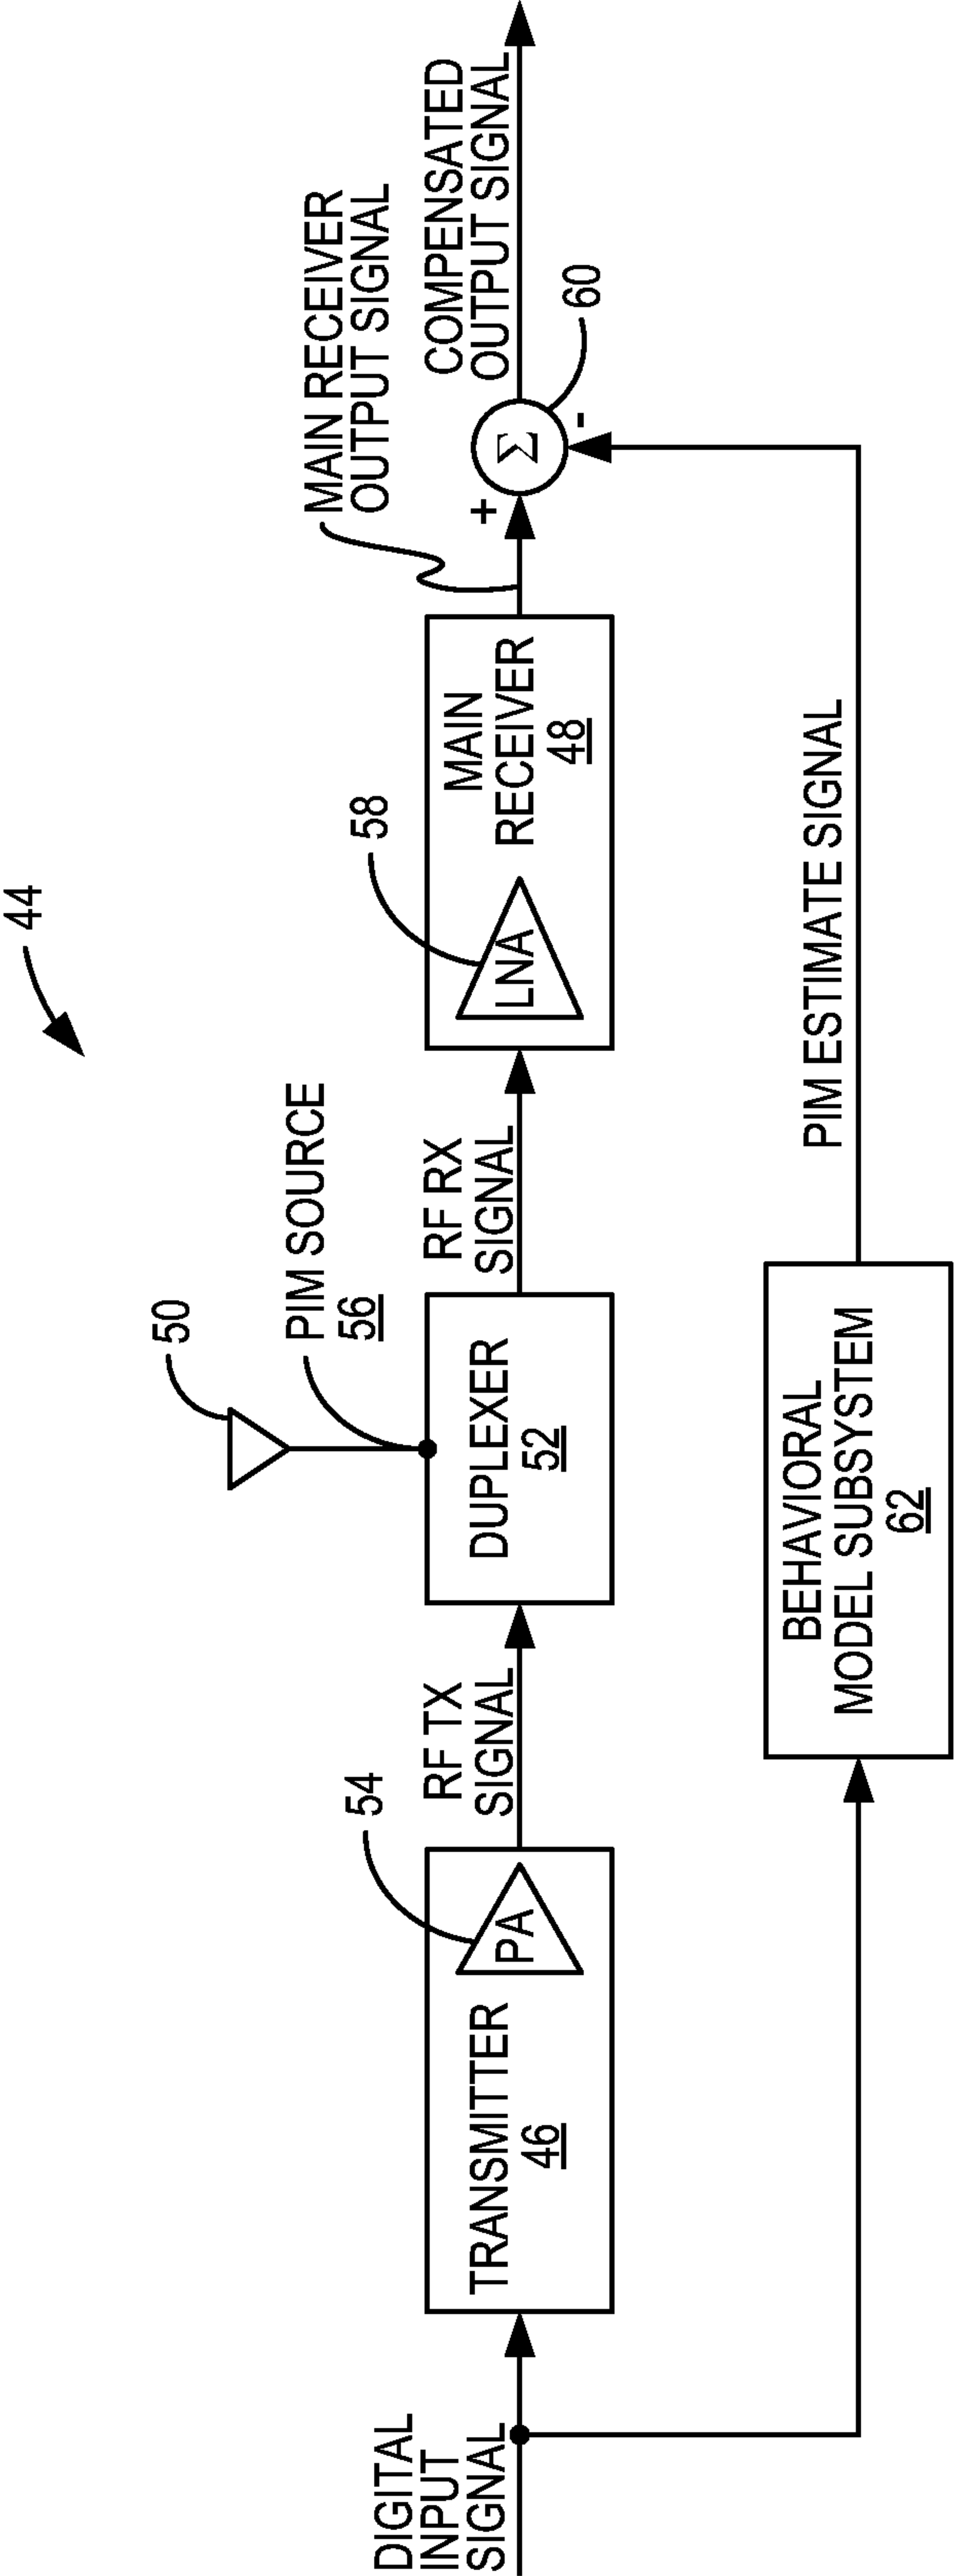 44
50
PIM SOURCE
56
MAIN RECEIVER
OUTPUT SIGNAL
DIGITAL
INPUT
SIGNAL
54
TRANSMITTER
46
PA
RF TX
SIGNAL
DUPLEXER
52
RF RX
SIGNAL
58
LNA
MAIN
RECEIVER
48
+
Σ
-
60
COMPENSATED
OUTPUT SIGNAL
BEHAVIORAL
MODEL SUBSYSTEM
62
PIM ESTIMATE SIGNAL